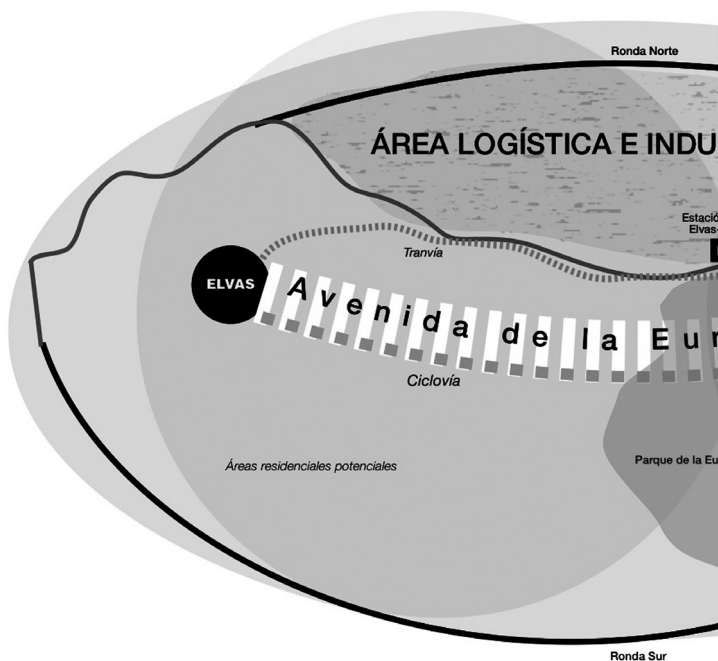 Ronda Norte
ÁREA LOGÍSTICA E INDU
Estació
Elvas-
Tranvía
ELVAS
Avenida de la Eur
Ciclovía
Parque de la Eu
Áreas residenciales potenciales
Ronda Sur